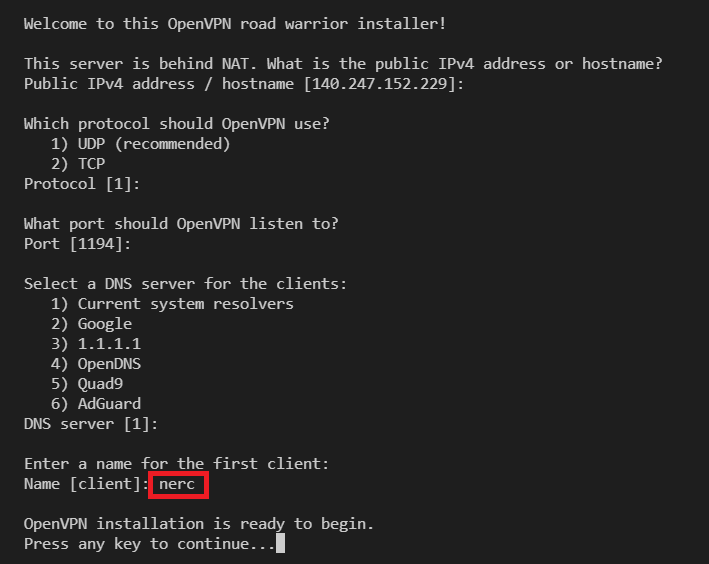 Welcome to this OpenVPN road warrior installer!
This server is behind NAT. What is the public IPv4 address or hostname?
Public IPv4 address / hostname [140.247.152.229]:
Which protocol should OpenVPN use?
1) UDP (recommended)
2) TCP
Protocol [1]:
What port should OpenVPN listen to?
Port [1194]:
Select a DNS server for the clients:
1) Current system resolvers
2) Google
3) 1.1.1.1
4) OpenDNS
5) Quad9
6) AdGuard
DNS server [1]:
Enter a name for the first client:
Name [client]: nerc
OpenVPN installation is ready to begin.
Press any key to continue...